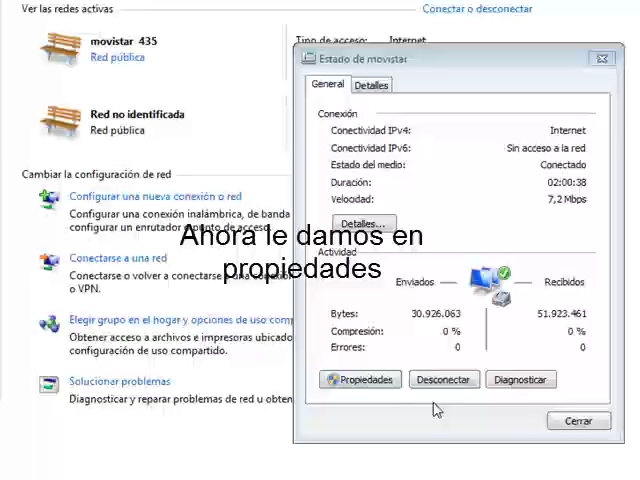 Ver las redes activas
Conectar o desconectar
movistar 435
Red pública
Tipo de acceso: Internet
Red no identificada
Red pública
Cambiar la configuración de red
Configurar una nueva conexión o red
Configurar una conexión inalámbrica, de banda
configurar un enrutador o punto de acceso.
Conectarse a una red
Conectarse o volver a conectarse a una conexión
o VPN.
Elegir grupo en el hogar y opciones de uso com
Obtener acceso a archivos e impresoras ubicado
configuración de uso compartido.
Solucionar problemas
Diagnosticar y reparar problemas de red u obten
Estado de movistar
General
Detalles
Conexión
Conectividad IPv4: Internet
Conectividad IPv6: Sin acceso a la red
Estado del medio: Conectado
Duración: 02:00:38
Velocidad: 7,2 Mbps
Detalles...
Ahora le damos en
propiedades
Actividad
Enviados
Recibidos
Bytes: 30.926.063 51.923.461
Compresión: 0 % 0 %
Errores: 0 0
Propiedades
Desconectar
Diagnosticar
Cerrar